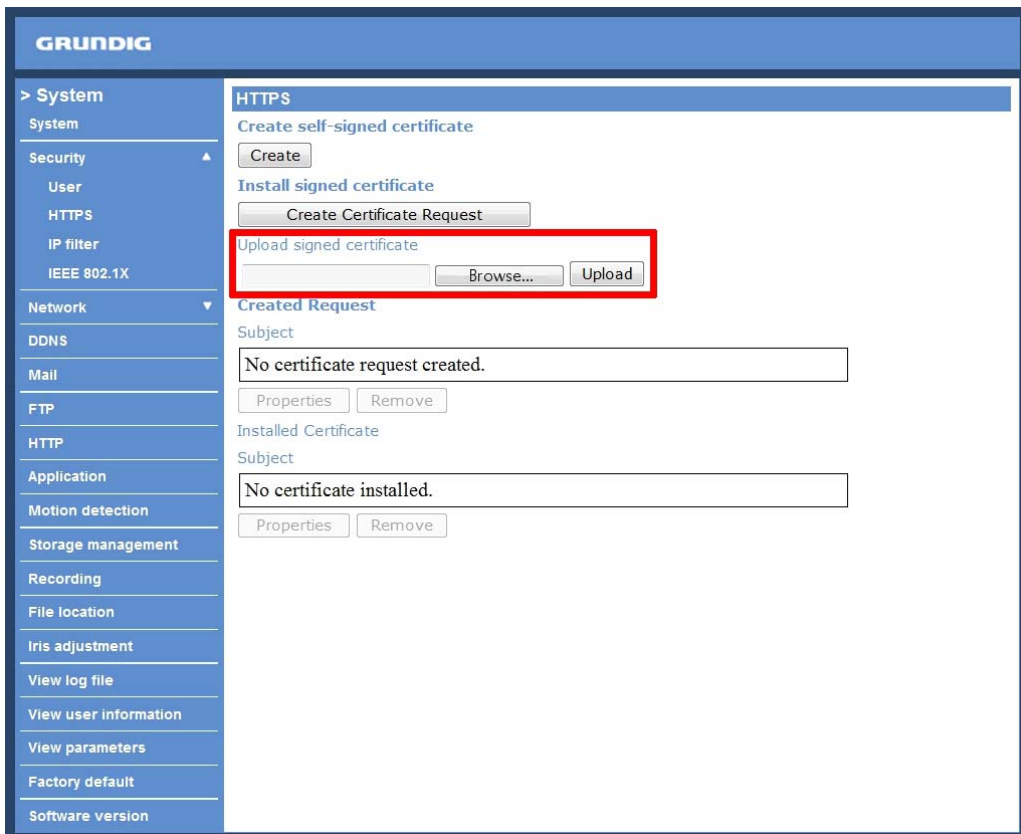 GRUNDIG
> System
System
Security
User
HTTPS
IP filter
IEEE 802.1X
Network
DDNS
Mail
FTP
HTTP
Application
Motion detection
Storage management
Recording
File location
Iris adjustment
View log file
View user information
View parameters
Factory default
Software version
HTTPS
Create self-signed certificate
Create
Install signed certificate
Create Certificate Request
Upload signed certificate
Browse... Upload
Created Request
Subject
No certificate request created.
Properties Remove
Installed Certificate
Subject
No certificate installed.
Properties Remove